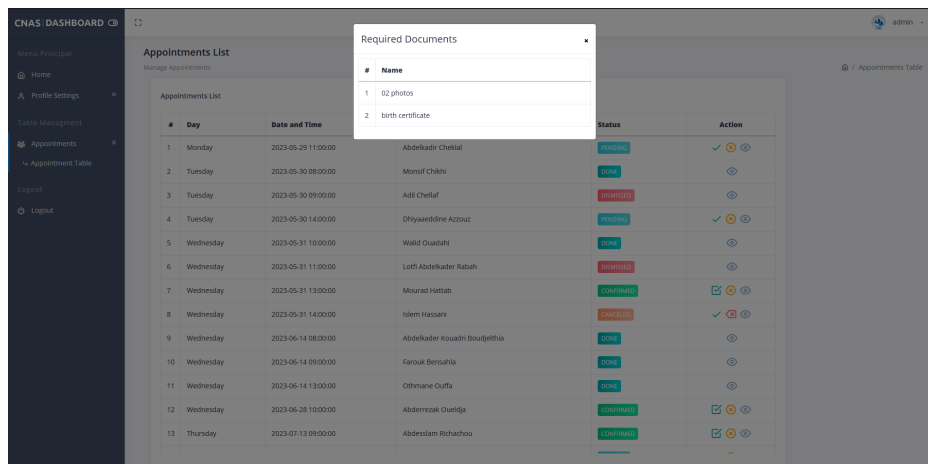 CNAS|DASHBOARD
admin
Menu Principal
Home
Profile Settings
Table Managment
Appointments
Appointment Table
Logout
Logout
Appointments List
Manage Appointments
/ Appointments Table
Required Documents
×
# Name
1 02 photos
2 birth certificate
Appointments List
# Day Date and Time Status Action
1 Monday 2023-05-29 11:00:00 Abdelkadir Cheklal PENDING
2 Tuesday 2023-05-30 08:00:00 Monsif Chikhi DONE
3 Tuesday 2023-05-30 09:00:00 Adil Chellaf DISMISSED
4 Tuesday 2023-05-30 14:00:00 Dhiyaaeddine Azzouz PENDING
5 Wednesday 2023-05-31 10:00:00 Walid Ouadahi DONE
6 Wednesday 2023-05-31 11:00:00 Lotfi Abdelkader Rabah DISMISSED
7 Wednesday 2023-05-31 13:00:00 Mourad Hattab CONFIRMED
8 Wednesday 2023-05-31 14:00:00 Islem Hassani CANCELED
9 Wednesday 2023-06-14 08:00:00 Abdelkader Kouadri Boudjelthia DONE
10 Wednesday 2023-06-14 09:00:00 Farouk Bensahla DONE
11 Wednesday 2023-06-14 13:00:00 Othmane Ouffa DONE
12 Wednesday 2023-06-28 10:00:00 Abderrezak Oueldja CONFIRMED
13 Thursday 2023-07-13 09:00:00 Abdesslam Richachou CONFIRMED